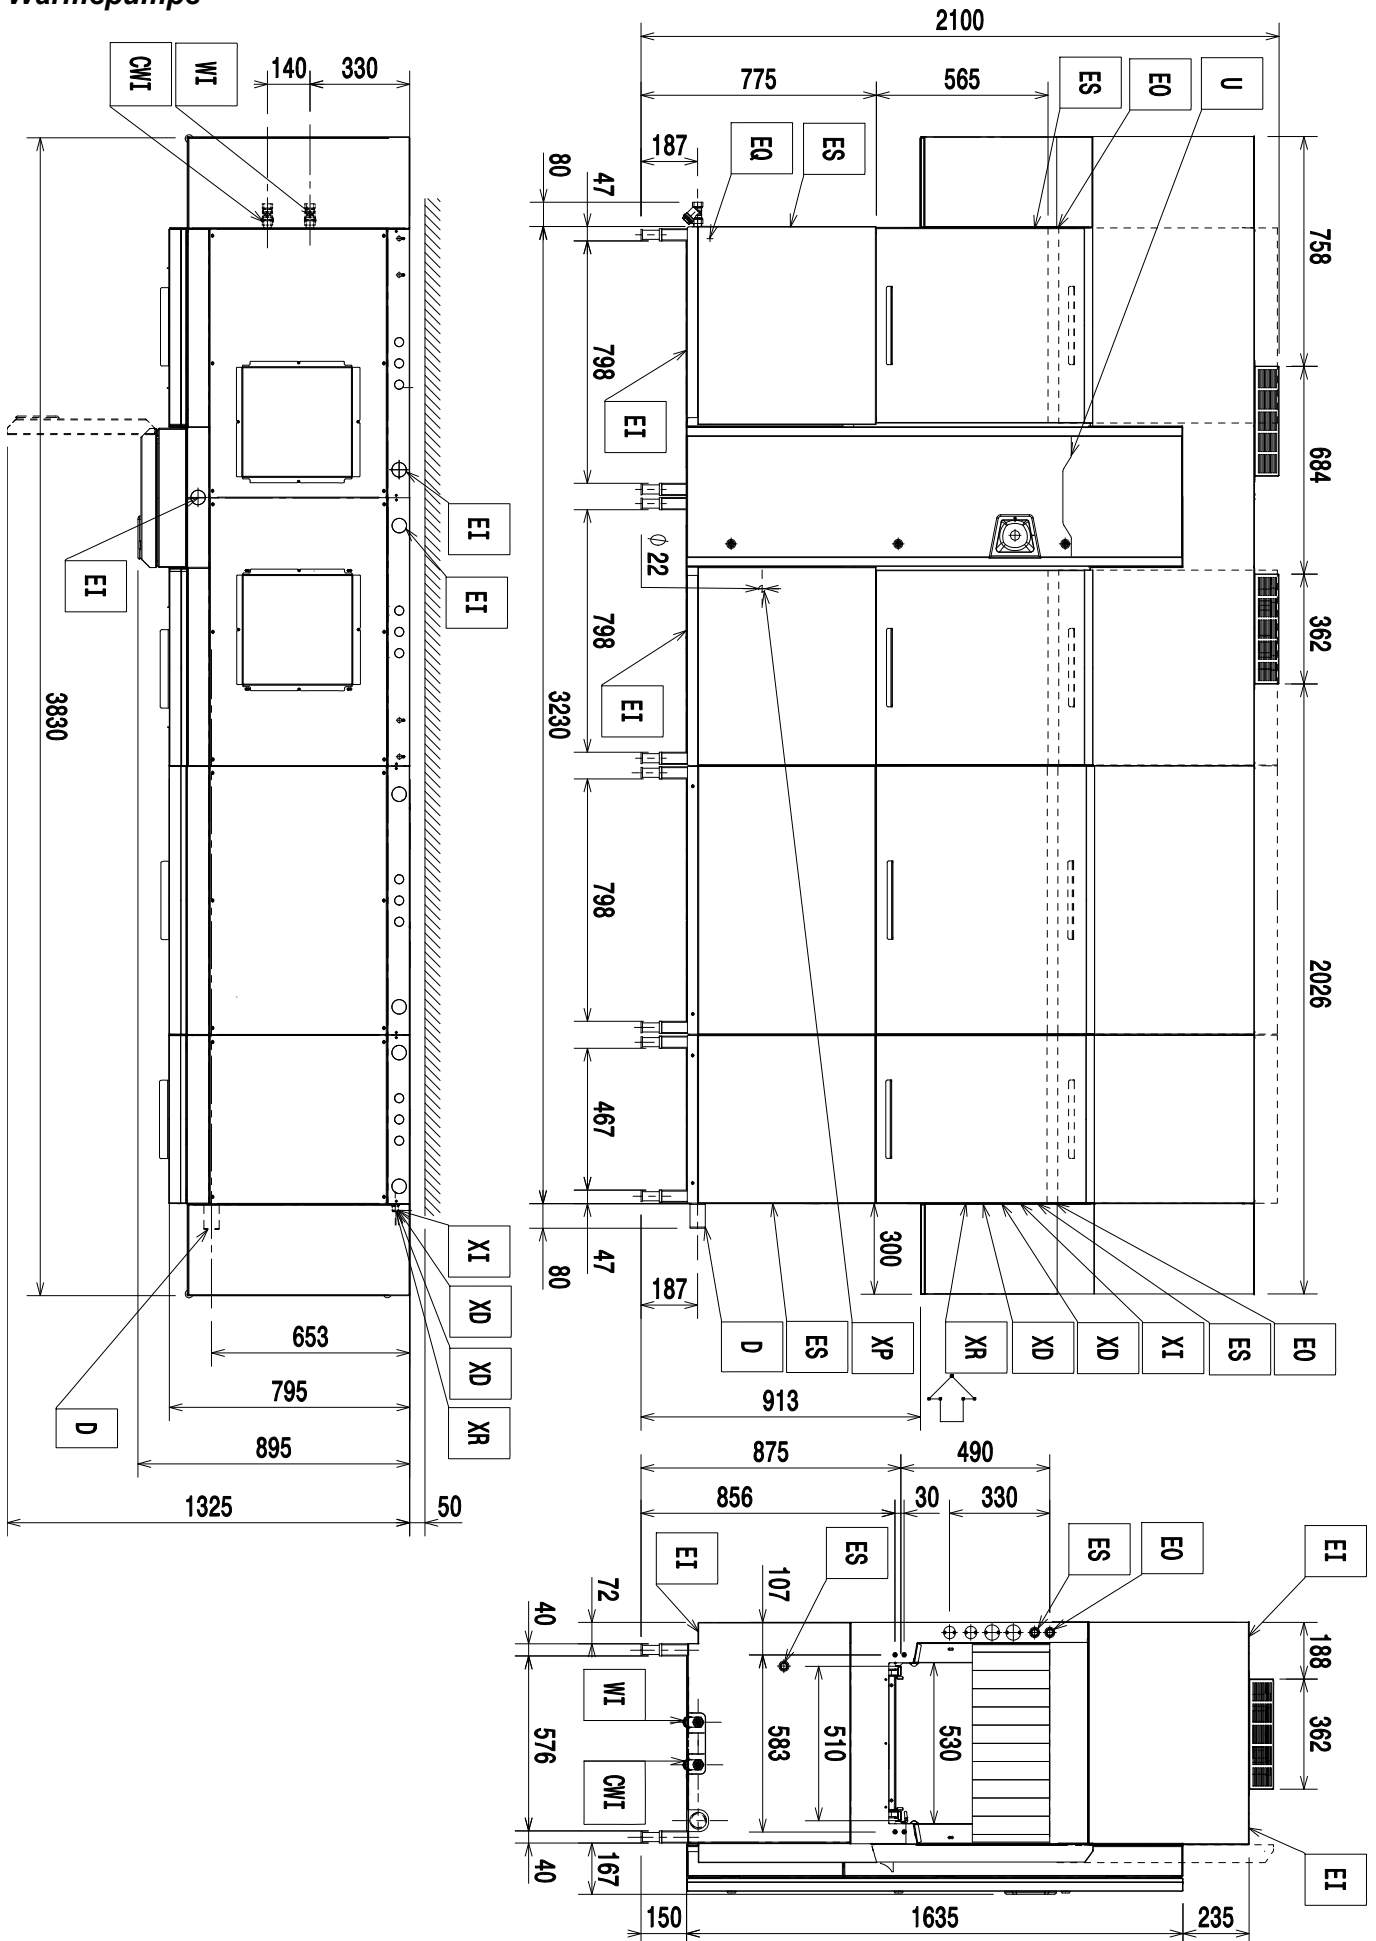 Wärmepumpe
2100
140
330
775
565
CWI
WI
ES
EO
U
187
EQ
ES
80
47
758
798
EI
684
EI
EI
EI
Φ 22
362
798
EI
3830
3230
798
2026
467
XI
XD
XD
XR
D
653
795
895
1325
50
80
47
187
300
D
ES
XP
XR
XD
XD
XI
ES
EO
913
875
490
856
30
330
EI
ES
ES
EO
EI
72
107
40
188
WI
576
583
510
530
362
CWI
40
167
EI
150
1635
235